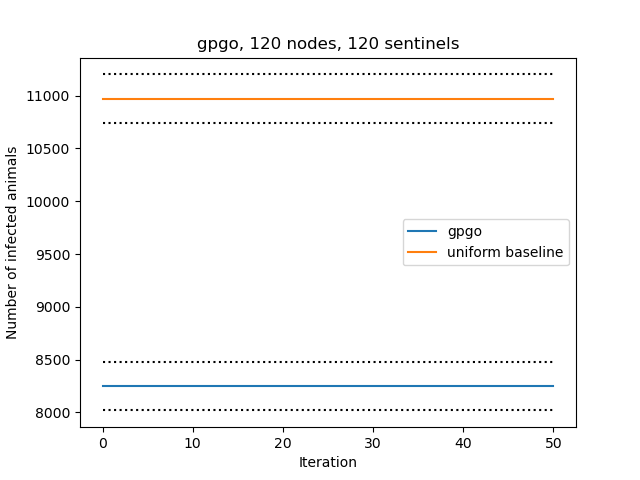 gpgo, 120 nodes, 120 sentinels
Number of infected animals
11000
10500
10000
9500
9000
8500
8000
gpgo
uniform baseline
0 10 20 30 40 50
Iteration